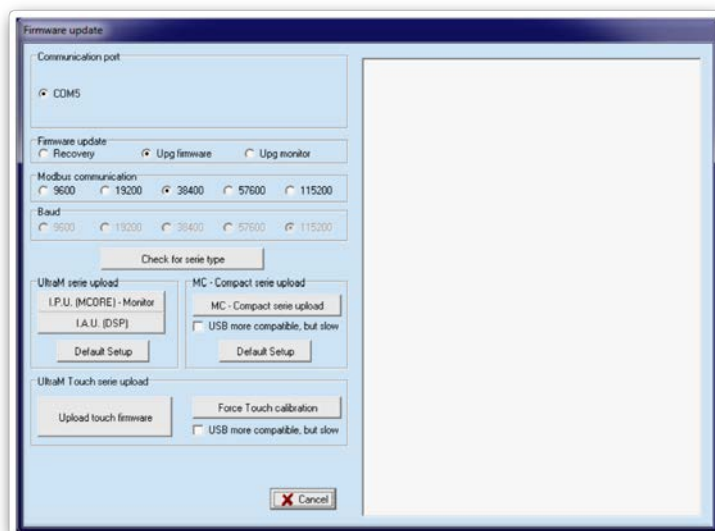 Firmware update
Communication port
COM5
Firmware update
Recovery Upg firmware Upg monitor
Modbus communication
9600 19200 38400 57600 115200
Baud
9600 19200 38400 57600 115200
Check for serie type
UltraM serie upload MC - Compact serie upload
I.P.U. (MCORE) - Monitor MC - Compact serie upload
I.A.U. (DSP) USB more compatible, but slow
Default Setup Default Setup
UltraM Touch serie upload
Upload touch firmware Force Touch calibration
USB more compatible, but slow
Cancel